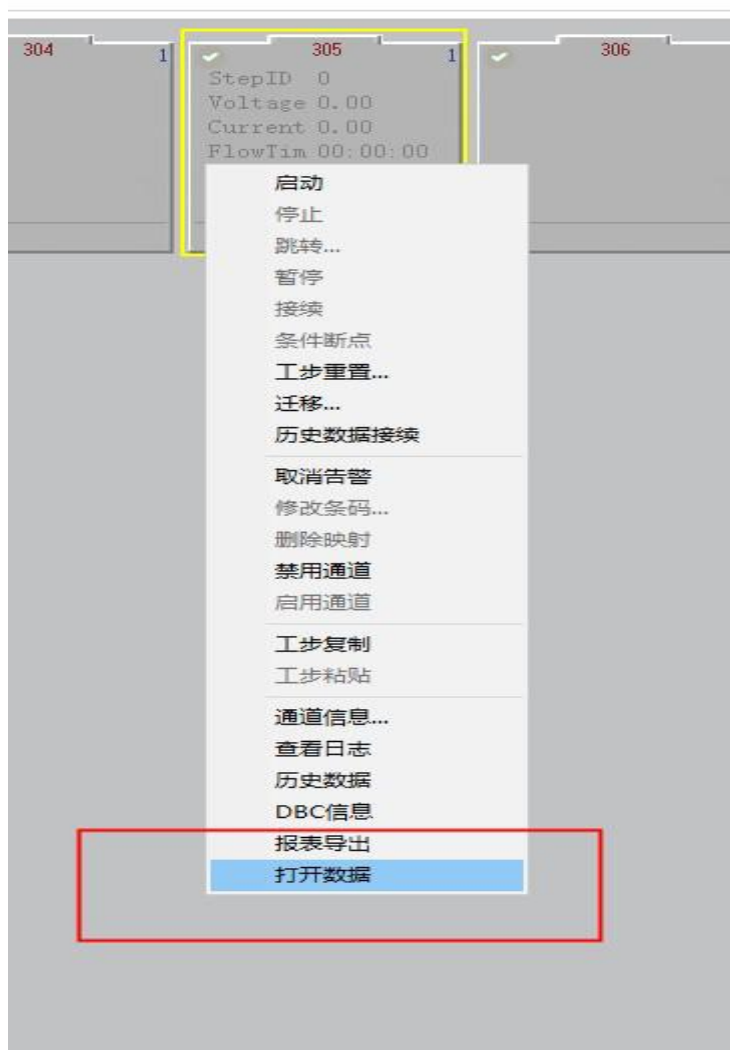 304 1
305 1
306
StepID 0
Voltage 0.00
Current 0.00
FlowTim 00:00:00
启动
停止
跳转...
暂停
接续
条件断点
工步重置...
迁移...
历史数据接续
取消告警
修改条码...
删除映射
禁用通道
启用通道
工步复制
工步粘贴
通道信息...
查看日志
历史数据
DBC信息
报表导出
打开数据